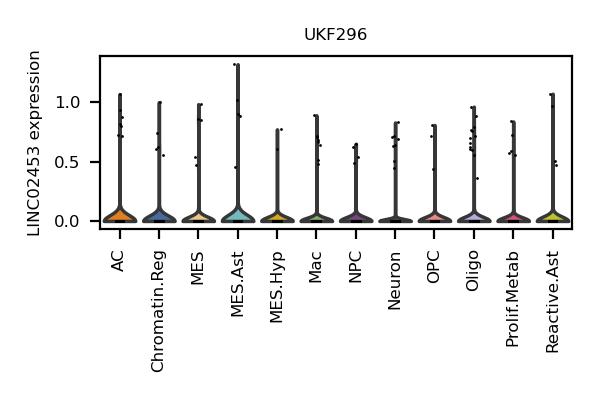 UKF296
LINC02453 expression
1.0
0.5
0.0
AC
Chromatin.Reg
MES
MES.Ast
MES.Hyp
Mac
NPC
Neuron
OPC
Oligo
Prolif.Metab
Reactive.Ast